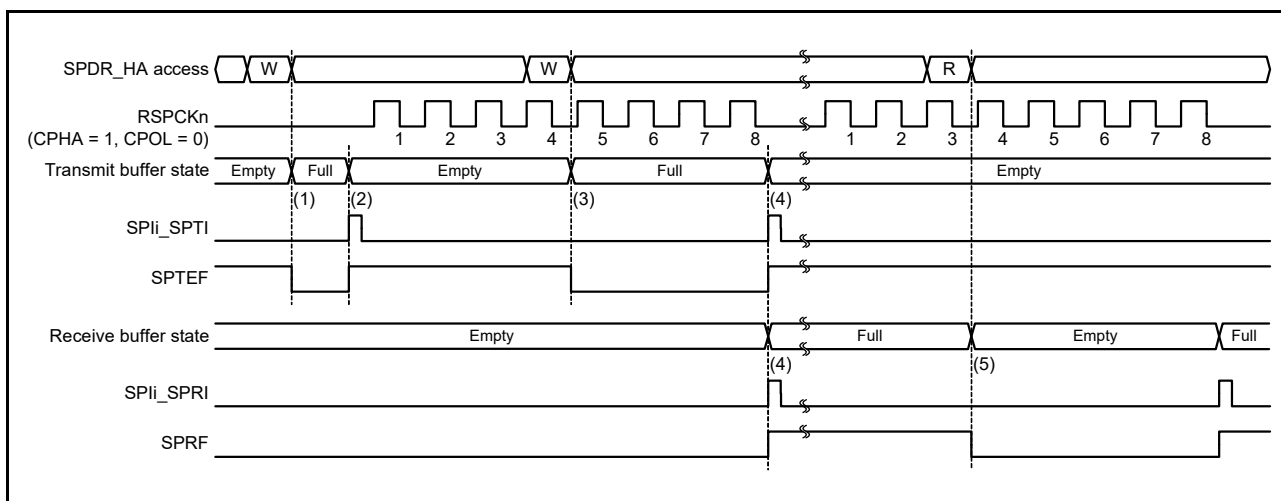 SPDR_HA access W W R
RSPCKn
(CPHA = 1, CPOL = 0) 1 2 3 4 5 6 7 8 1 2 3 4 5 6 7 8
Transmit buffer state Empty Full Empty Full Empty
(1) (2) (3) (4)
SPIi_SPTI
SPTEF
Receive buffer state Empty Full Empty Full
(4) (5)
SPIi_SPRI
SPRF